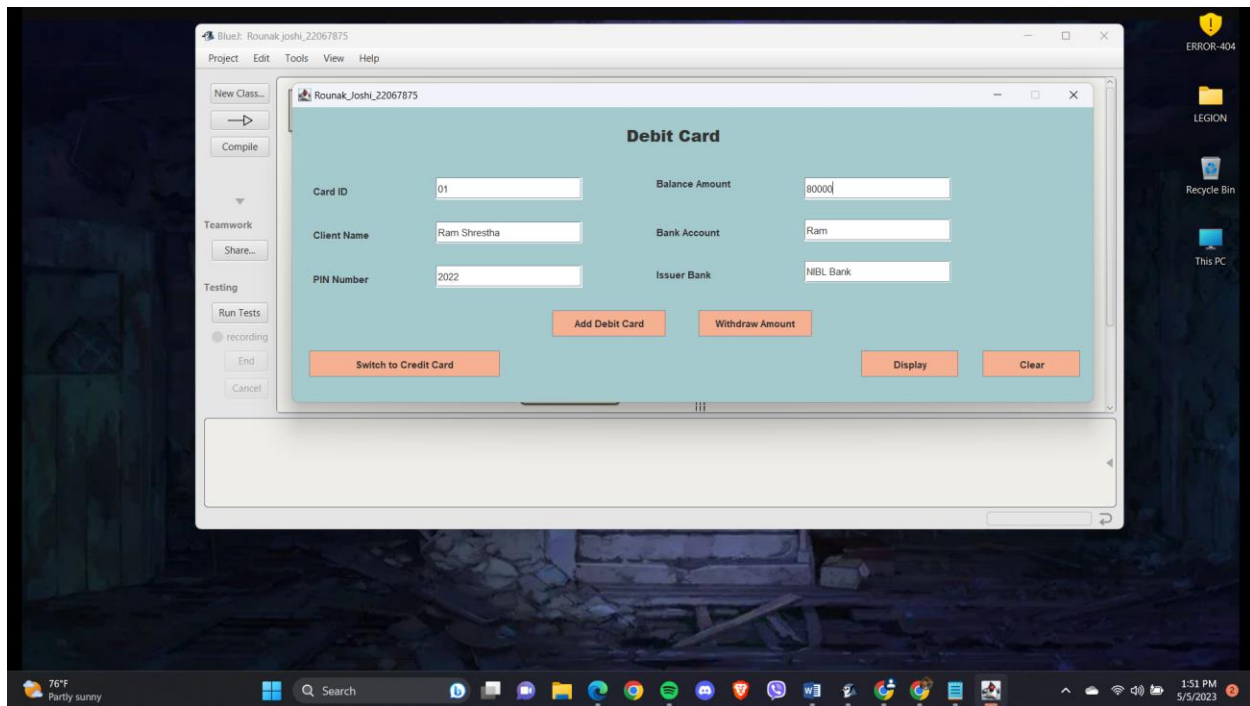 BlueJ: Rounak joshi_22067875
Project Edit Tools View Help
New Class...
Compile
Teamwork
Share...
Testing
Run Tests
recording
End
Cancel
Rounak_Joshi_22067875
Debit Card
Card ID 01 Balance Amount 80000
Client Name Ram Shrestha Bank Account Ram
PIN Number 2022 Issuer Bank NIBL Bank
Add Debit Card Withdraw Amount
Switch to Credit Card Display Clear
ERROR-404
LEGION
Recycle Bin
This PC
76°F
Partly sunny
Search
1:51 PM
5/5/2023
2